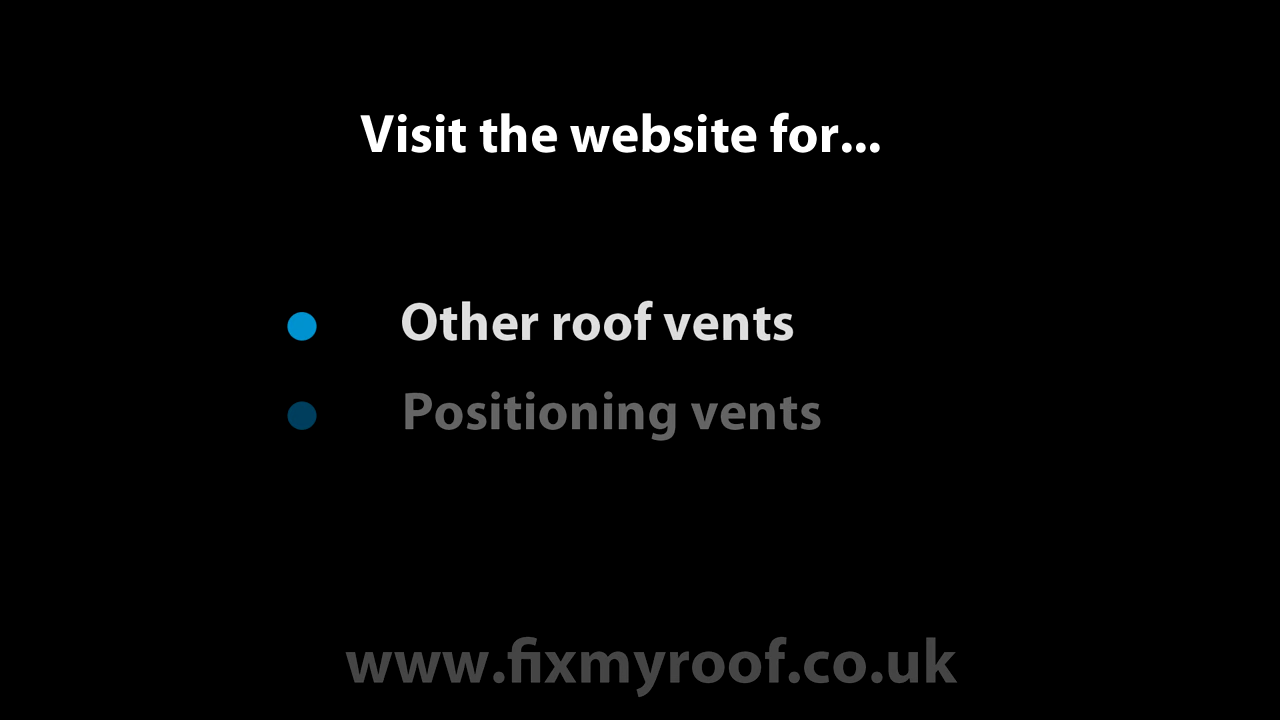 Visit the website for...
Other roof vents
Positioning vents
www.fixmyroof.co.uk